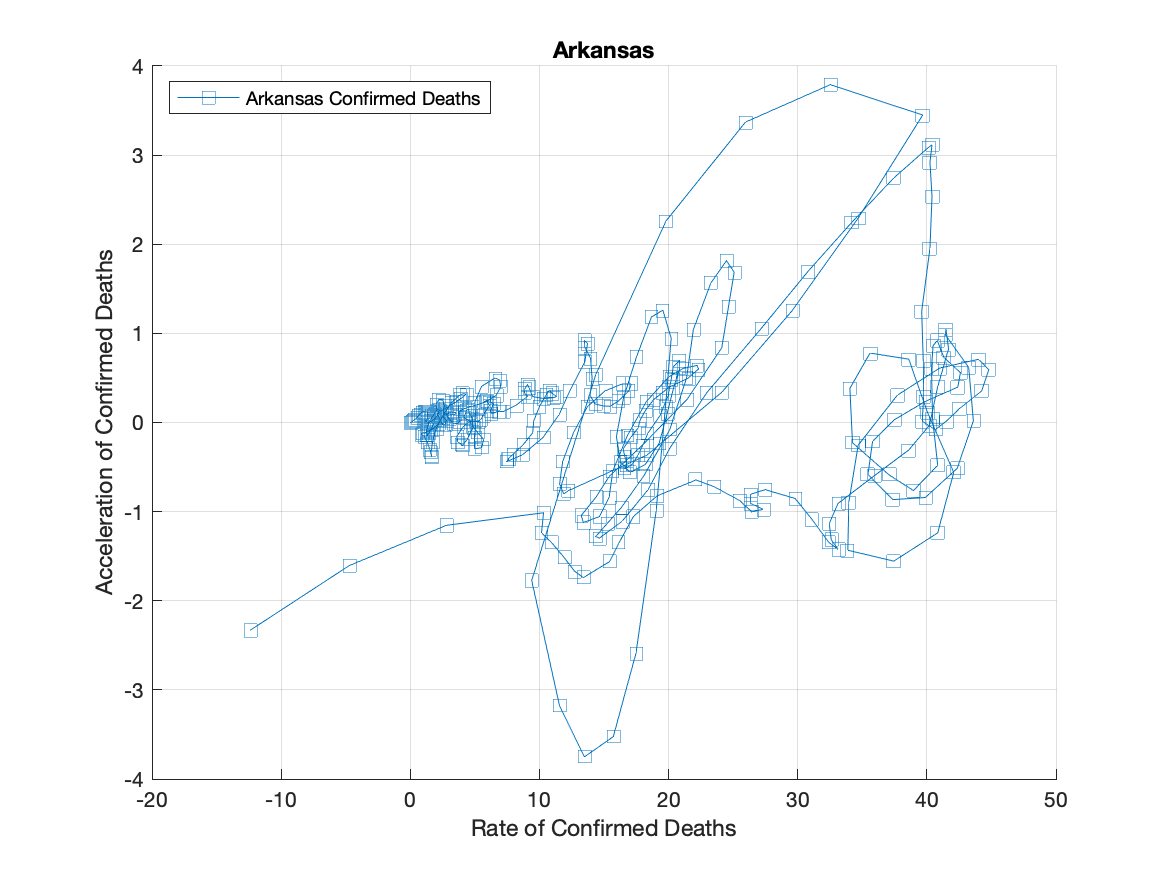 Arkansas
Arkansas Confirmed Deaths
Acceleration of Confirmed Deaths
4
3
2
1
0
-1
-2
-3
-4
-20 -10 0 10 20 30 40 50
Rate of Confirmed Deaths